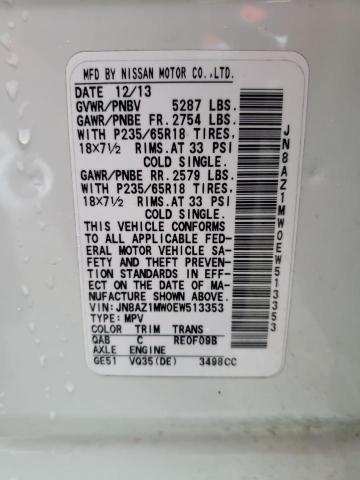 MFD BY NISSAN MOTOR CO.,LTD.
DATE 12/13
GVWR/PNBV 5287 LBS.
GAWR/PNBE FR. 2754 LBS.
WITH P235/65R18 TIRES,
18x7½ RIMS. AT 33 PSI
COLD SINGLE.
GAWR/PNBE RR. 2579 LBS.
WITH P235/65R18 TIRES,
18x7½ RIMS. AT 33 PSI
COLD SINGLE.
THIS VEHICLE CONFORMS
TO ALL APPLICABLE FED-
ERAL MOTOR VEHICLE SAFE-
TY AND THEFT PREVEN-
TION STANDARDS IN EFF-
ECT ON THE DATE OF MA-
NUFACTURE SHOWN ABOVE.
VIN: JN8AZ1MW0EW513353
TYPE: MPV
COLOR TRIM TRANS
QAB C RE0F09B
AXLE ENGINE
GE51 VQ35(DE) 3498CC
JN8AZ1MW0EW513353